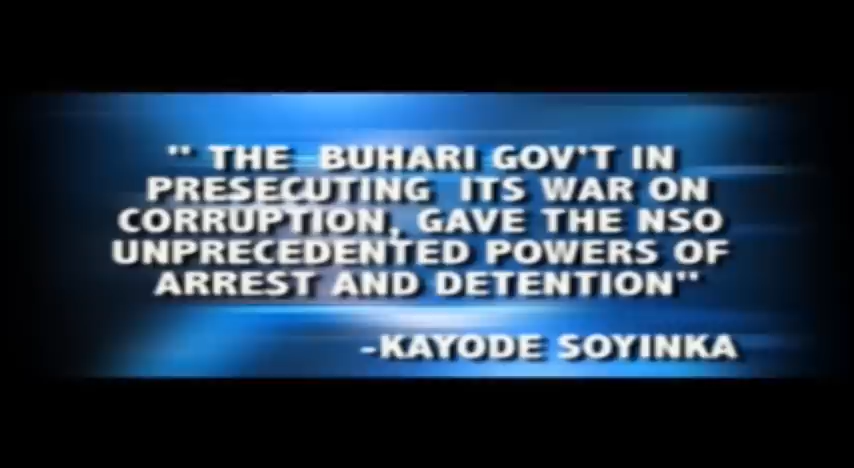 " THE BUHARI GOV'T IN
PRESECUTING ITS WAR ON
CORRUPTION, GAVE THE NSO
UNPRECEDENTED POWERS OF
ARREST AND DETENTION"
-KAYODE SOYINKA